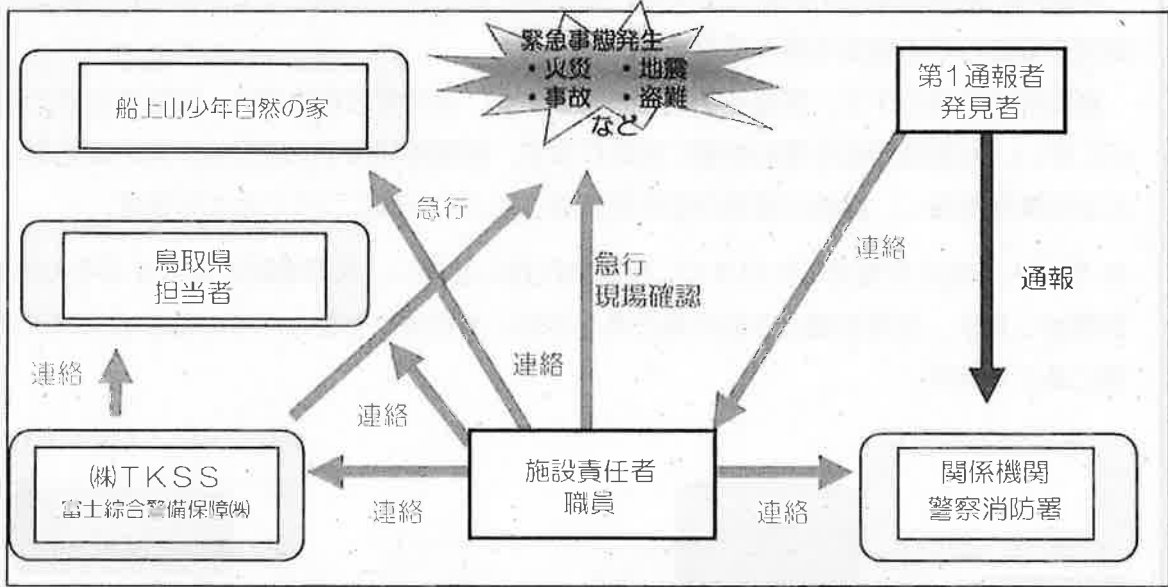 緊急事態発生
・火災 ・地震
・事故 ・盗難
など
第1通報者
発見者
船上山少年自然の家
急行
連絡
鳥取県
担当者
急行
現場確認
通報
連絡
連絡
連絡
(株)TKSS
富士綜合警備保障㈱
施設責任者
職員
関係機関
警察消防署
連絡
連絡